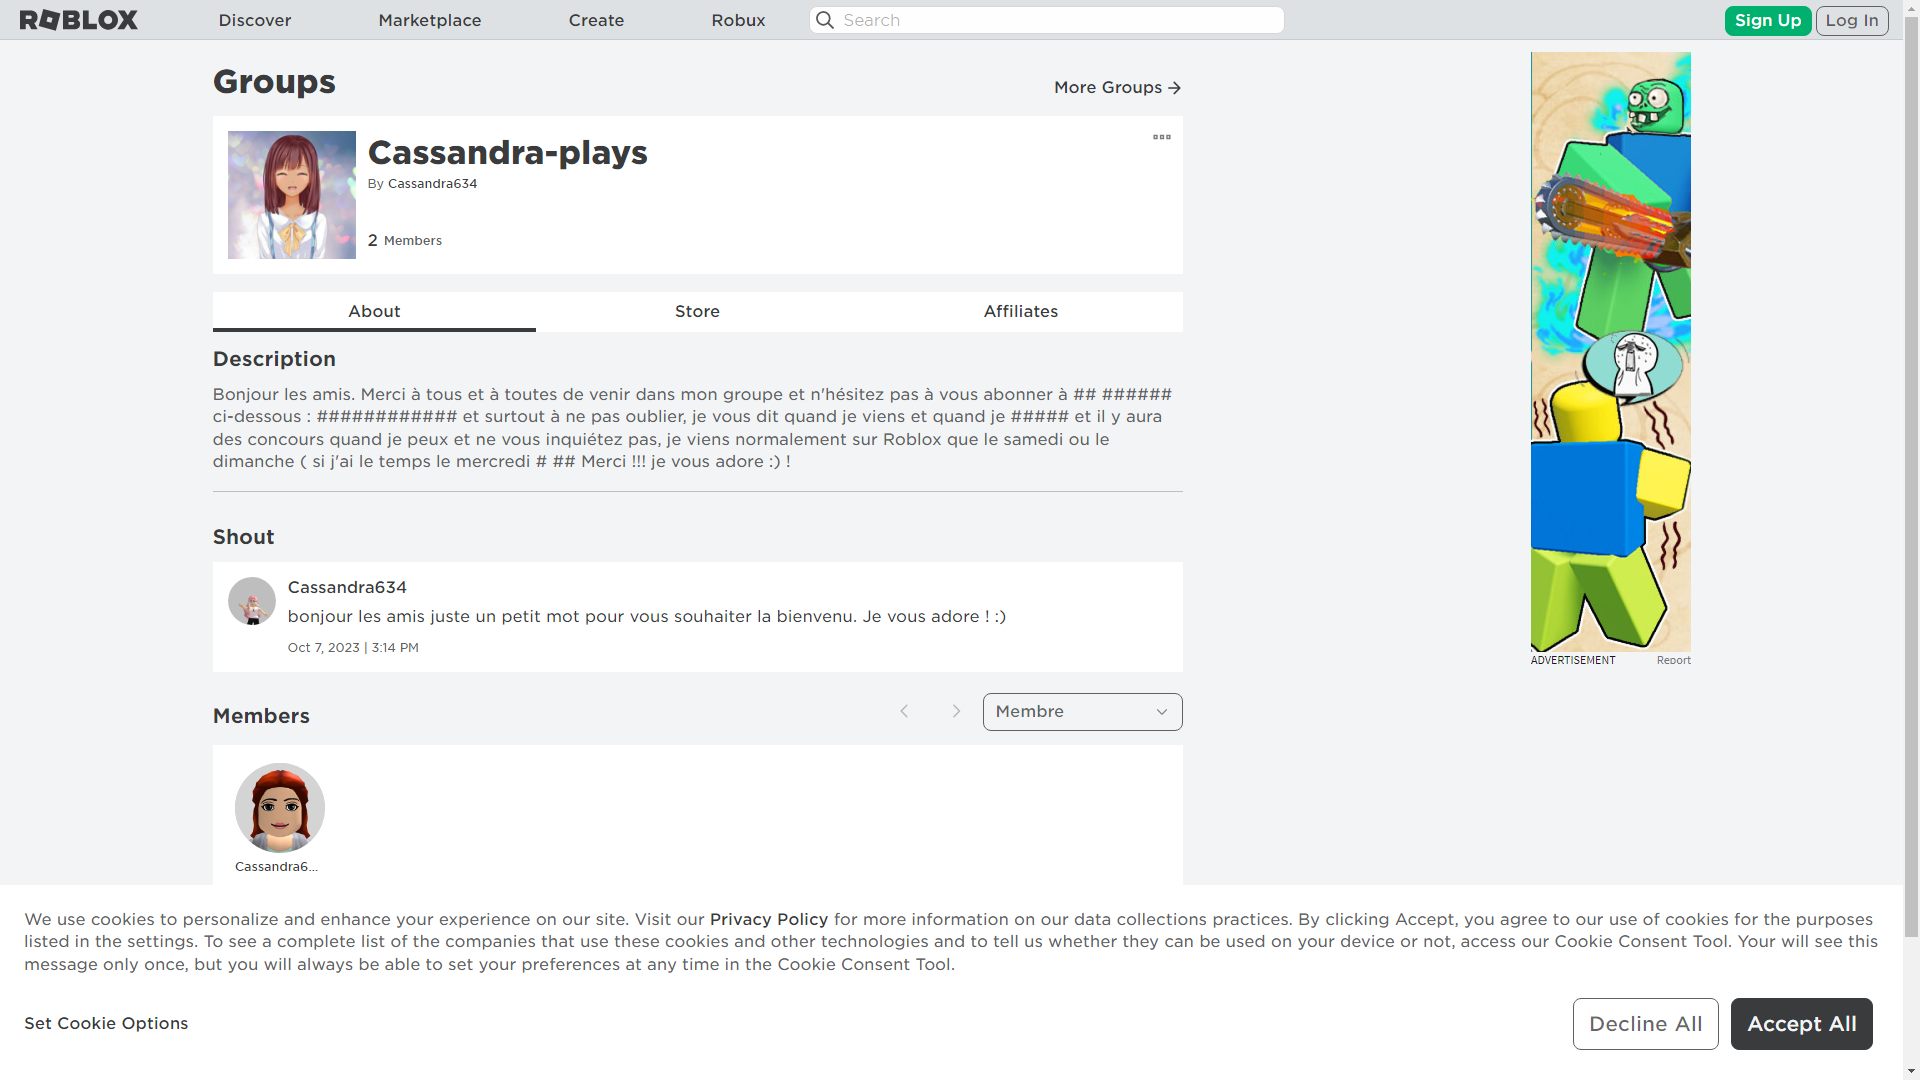 ROBLOX
Discover
Marketplace
Create
Robux
Search
Sign Up
Log In
Groups
More Groups
Cassandra-plays
By Cassandra634
2 Members
About
Store
Affiliates
Description
Bonjour les amis. Merci à tous et à toutes de venir dans mon groupe et n'hésitez pas à vous abonner à ## ######
ci-dessous : ############ et surtout à ne pas oublier, je vous dit quand je viens et quand je ##### et il y aura
des concours quand je peux et ne vous inquiétez pas, je viens normalement sur Roblox que le samedi ou le
dimanche ( si j'ai le temps le mercredi # ## Merci !!! je vous adore :) !
ADVERTISEMENT
Report
Shout
Cassandra634
bonjour les amis juste un petit mot pour vous souhaiter la bienvenu. Je vous adore ! :)
Oct 7, 2023 | 3:14 PM
Members
Membre
Cassandra6...
We use cookies to personalize and enhance your experience on our site. Visit our Privacy Policy for more information on our data collections practices. By clicking Accept, you agree to our use of cookies for the purposes
listed in the settings. To see a complete list of the companies that use these cookies and other technologies and to tell us whether they can be used on your device or not, access our Cookie Consent Tool. Your will see this
message only once, but you will always be able to set your preferences at any time in the Cookie Consent Tool.
Set Cookie Options
Decline All
Accept All